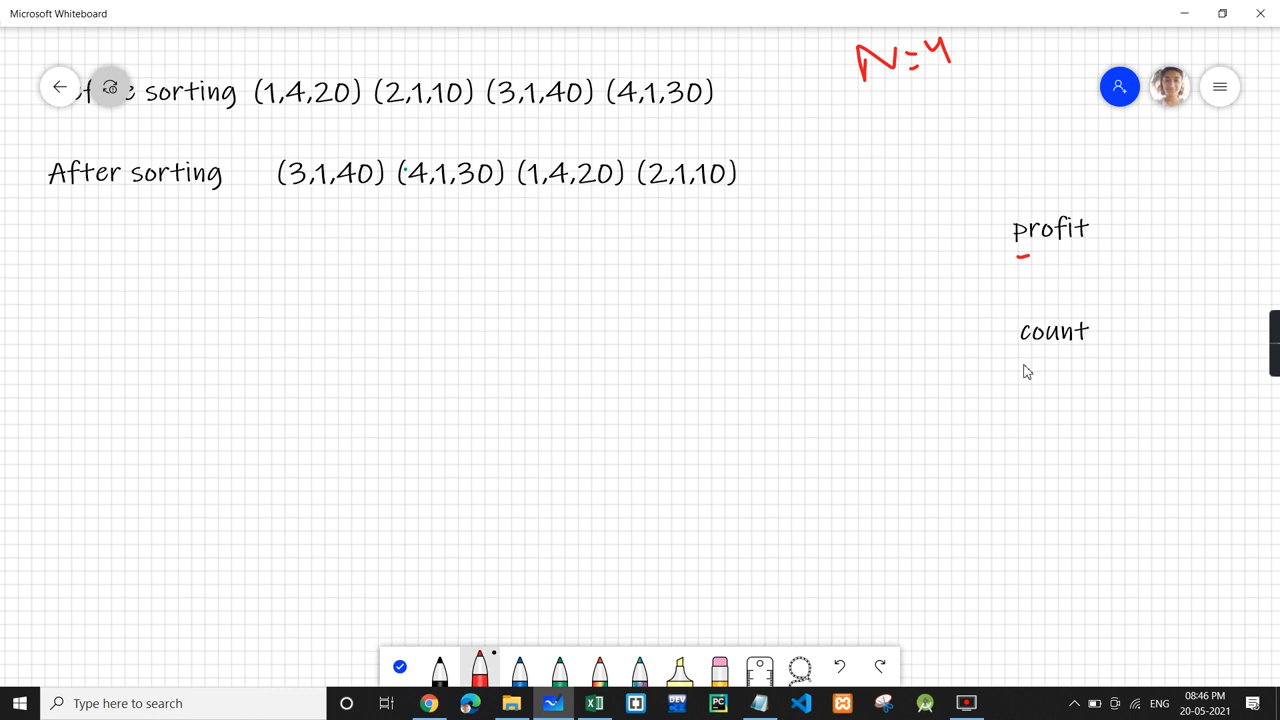 Microsoft Whiteboard
N=4
sorting (1,4,20) (2,1,10) (3,1,40) (4,1,30)
After sorting (3,1,40) (4,1,30) (1,4,20) (2,1,10)
profit
count
Type here to search
DEV
PC
ENG
08:46 PM
20-05-2021